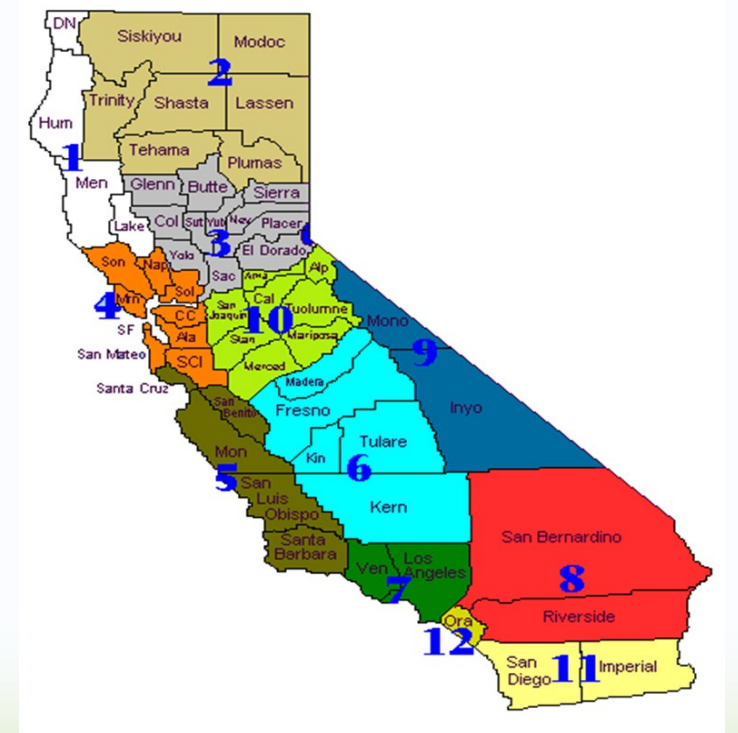 DN
Siskiyou
Modoc
2
Trinity
Shasta
Lassen
Hum
1
Tehama
Plumas
Men
Glenn
Butte
Sierra
Lake
Col
Sut
Yub
Nev
Placer
3
Yolo
El Dorado
Son
Nap
Sac
Ama
Alp
Sol
4
Mrn
San
Joaquin
Cal
Tuolumne
10
Mono
SF
CC
Ala
Stan
Mariposa
9
San Mateo
SCl
Merced
Santa Cruz
Madera
San
Benito
Fresno
Inyo
Tulare
Mon
Kin
6
5
San
Luis
Obispo
Kern
Santa
Barbara
San Bernardino
Ven
Los
Angeles
7
8
Riverside
Ora
12
San
Diego
11
Imperial